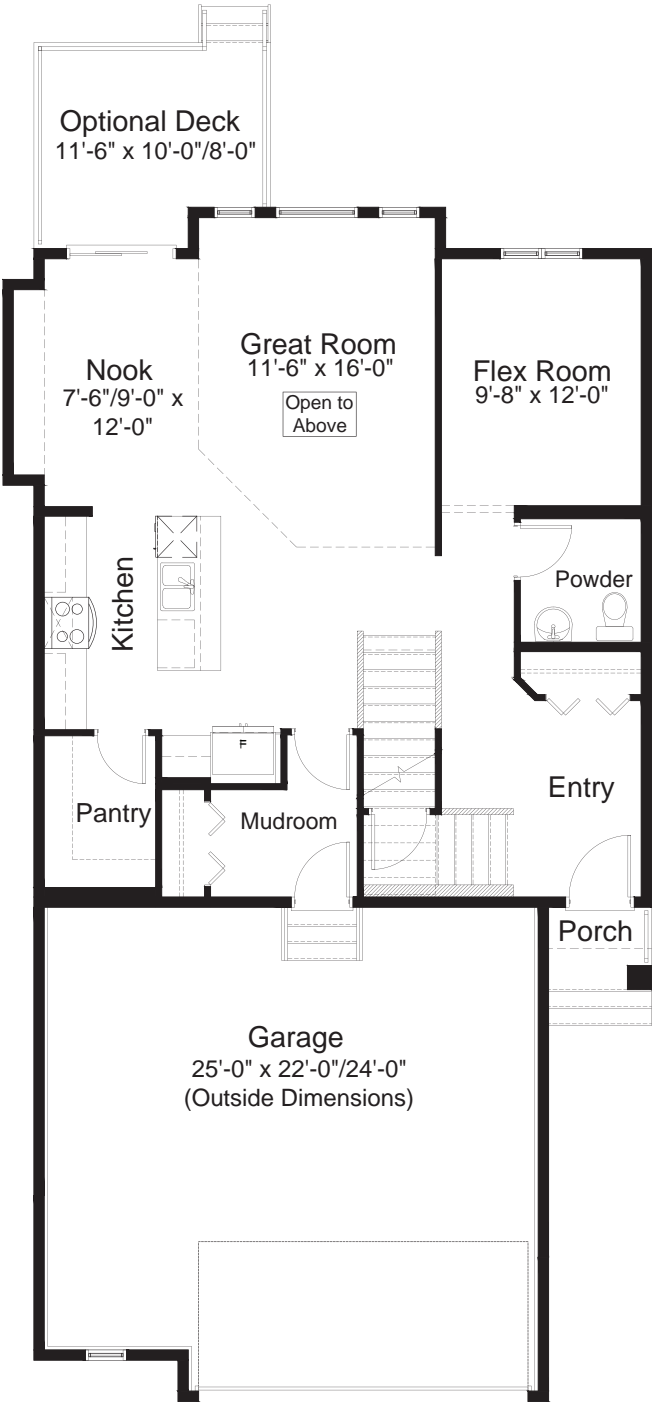 Optional Deck
11'-6" x 10'-0"/8'-0"
Great Room
11'-6" x 16'-0"
Open to
Above
Nook
7'-6"/9'-0" x
12'-0"
Flex Room
9'-8" x 12'-0"
Kitchen
Powder
F
Pantry
Mudroom
Entry
Porch
Garage
25'-0" x 22'-0"/24'-0"
(Outside Dimensions)